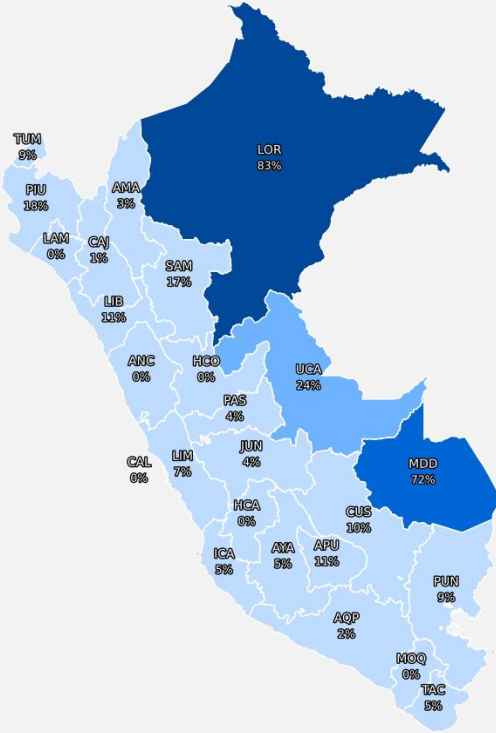 TUM
9%
LOR
83%
PIU
18%
AMA
3%
LAM
0%
CAJ
1%
SAM
17%
LIB
11%
ANC
0%
HCO
0%
UCA
24%
PAS
4%
CAL
0%
LIM
7%
JUN
4%
MDD
72%
HCA
0%
CUS
10%
ICA
5%
AYA
5%
APU
11%
PUN
9%
AQP
2%
MOQ
0%
TAC
5%